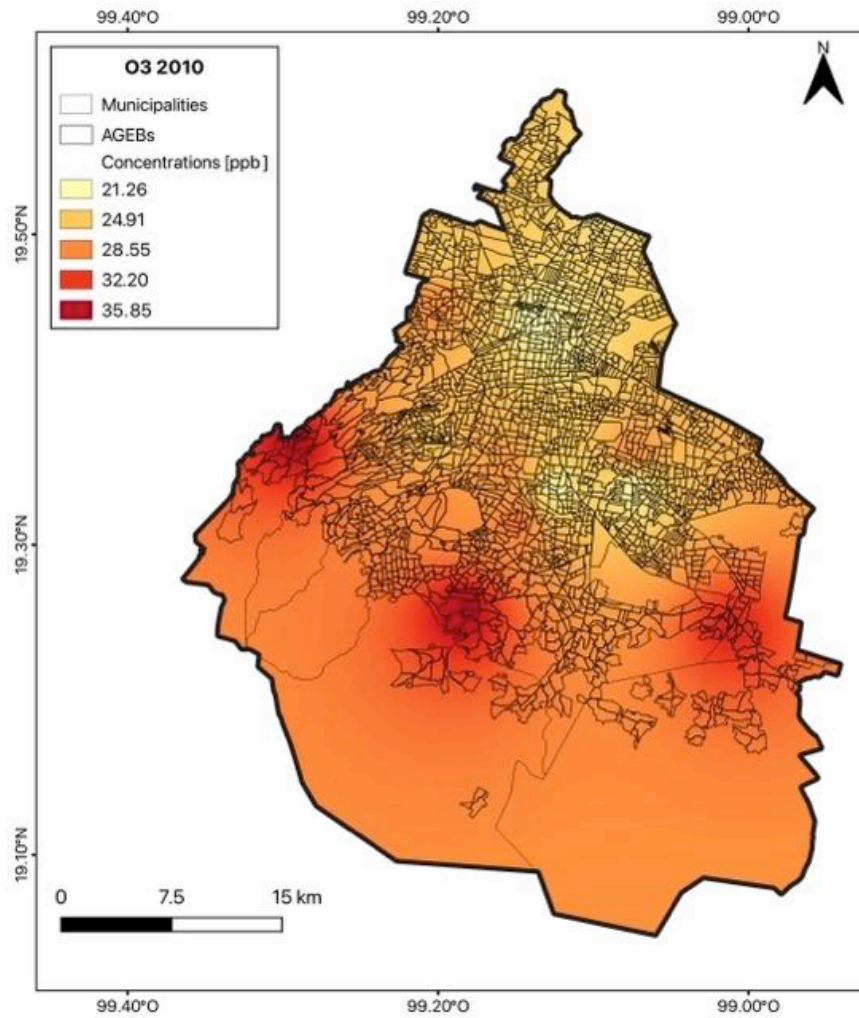 99.40°O 99.20°O 99.00°O
N
O3 2010
Municipalities
AGEBs
Concentrations [ppb]
21.26
24.91
28.55
32.20
35.85
19.50°N
19.30°N
19.10°N
0 7.5 15 km
99.40°O 99.20°O 99.00°O